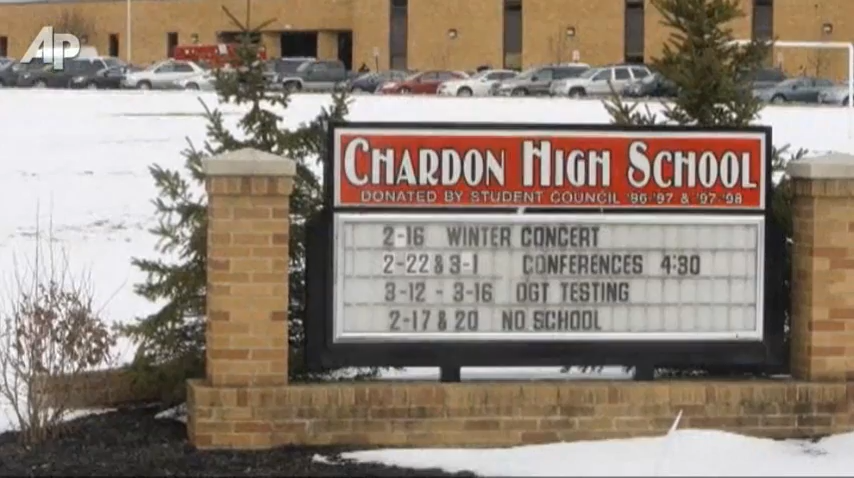 AP
CHARDON HIGH SCHOOL
DONATED BY STUDENT COUNCIL '96-'97 & '97-'98
2-16 WINTER CONCERT
2-22 & 3-1 CONFERENCES 4:30
3-12 - 3-16 OGT TESTING
2-17 & 20 NO SCHOOL